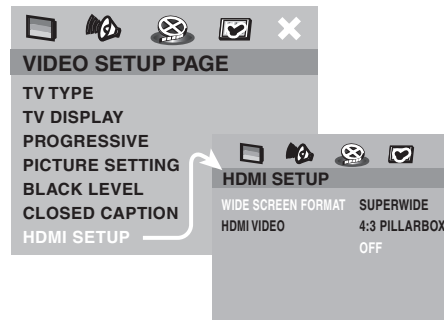 VIDEO SETUP PAGE
TV TYPE
TV DISPLAY
PROGRESSIVE
PICTURE SETTING
BLACK LEVEL
CLOSED CAPTION
HDMI SETUP
HDMI SETUP
WIDE SCREEN FORMAT SUPERWIDE
HDMI VIDEO 4:3 PILLARBOX
OFF